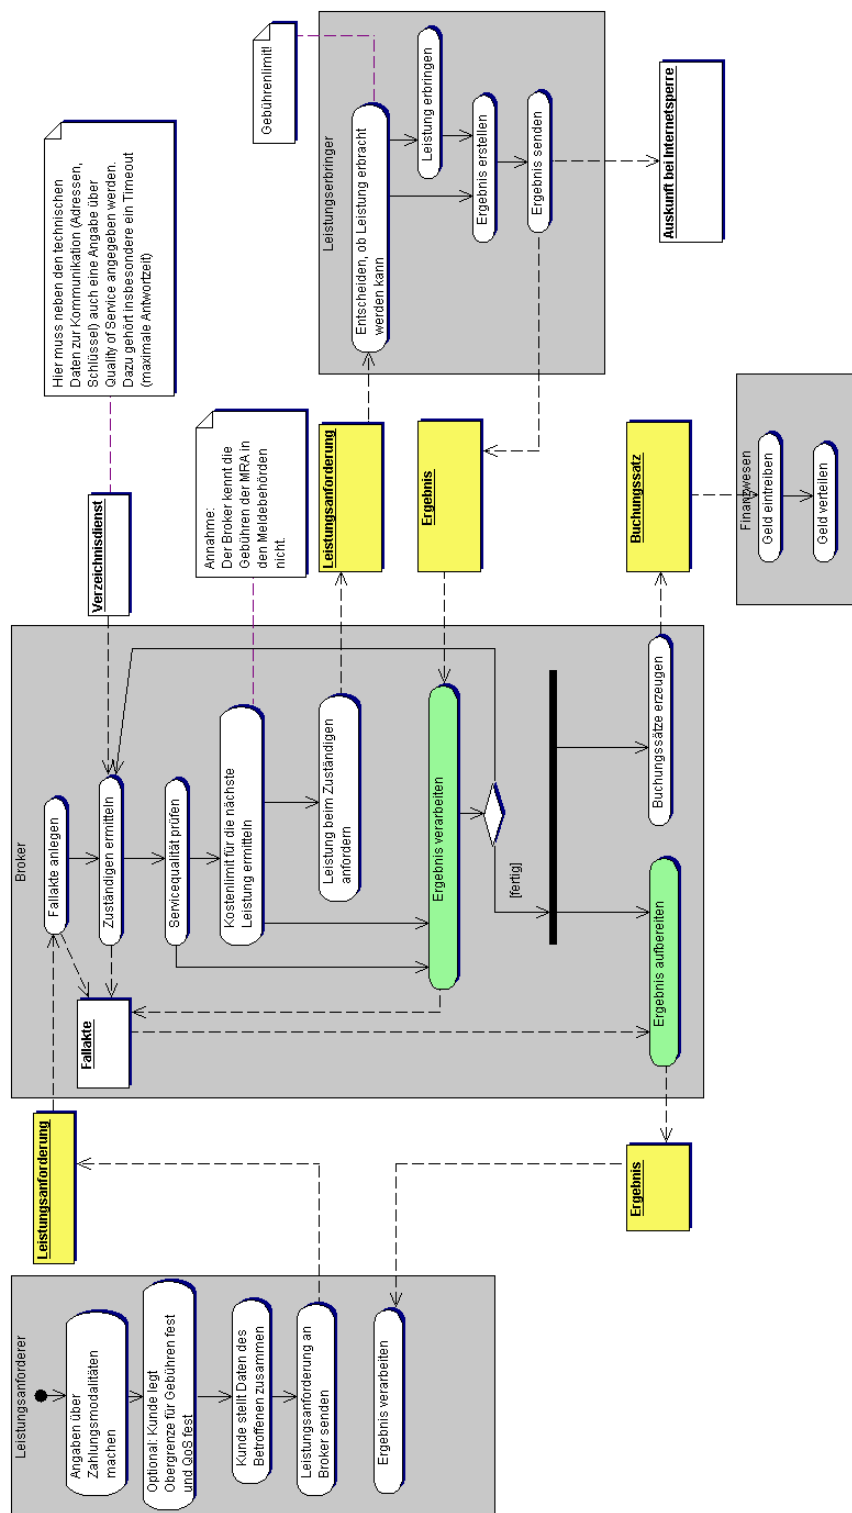 Leistungsanforderer
Angaben über
Zahlungsmodalitäten
machen
Optional: Kunde legt
Obergrenze für Gebühren fest
und QoS fest
Kunde stellt Daten des
Betroffenen zusammen
Leistungsanforderung an
Broker senden
Ergebnis verarbeiten
Leistungsanforderung
Ergebnis
Broker
Fallakte anlegen
Zuständigen ermitteln
Fallakte
Servicequalität prüfen
Kostenlimit für die nächste
Leistung ermitteln
Leistung beim Zuständigen
anfordern
Ergebnis verarbeiten
[fertig]
Ergebnis aufbereiten
Buchungssätze erzeugen
Verzeichnisdienst
Hier muss neben den technischen
Daten zur Kommunikation (Adressen,
Schlüssel) auch eine Angabe über
Quality of Service angegeben werden.
Dazu gehört insbesondere ein Timeout
(maximale Antwortzeit)
Annahme:
Der Broker kennt die
Gebühren der MRA in
den Meldebehörden
nicht.
Leistungsanforderung
Ergebnis
Buchungssatz
Finanzwesen
Geld eintreiben
Geld verteilen
Gebührenlimit!
Leistungserbringer
Entscheiden, ob Leistung erbracht
werden kann
Leistung erbringen
Ergebnis erstellen
Ergebnis senden
Auskunft bei Internetsperre